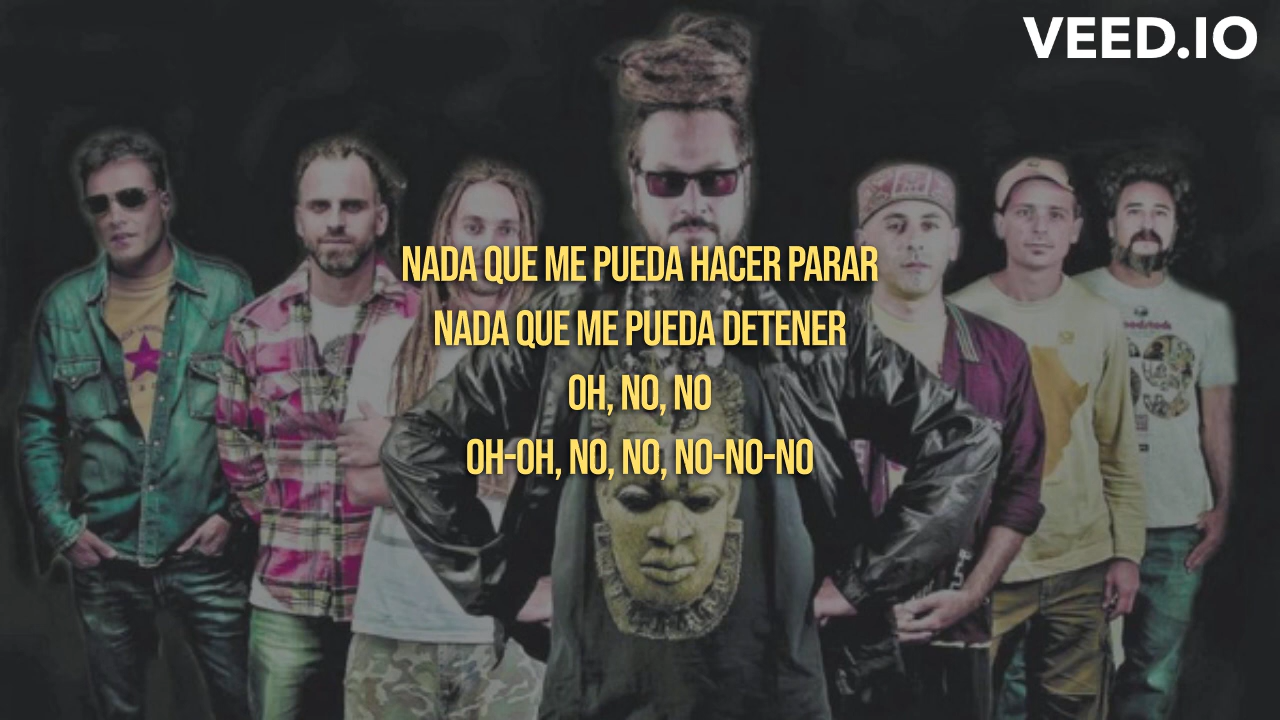 VEED.IO
NADA QUE ME PUEDA HACER PARAR
NADA QUE ME PUEDA DETENER
OH, NO, NO
OH-OH, NO, NO, NO-NO-NO